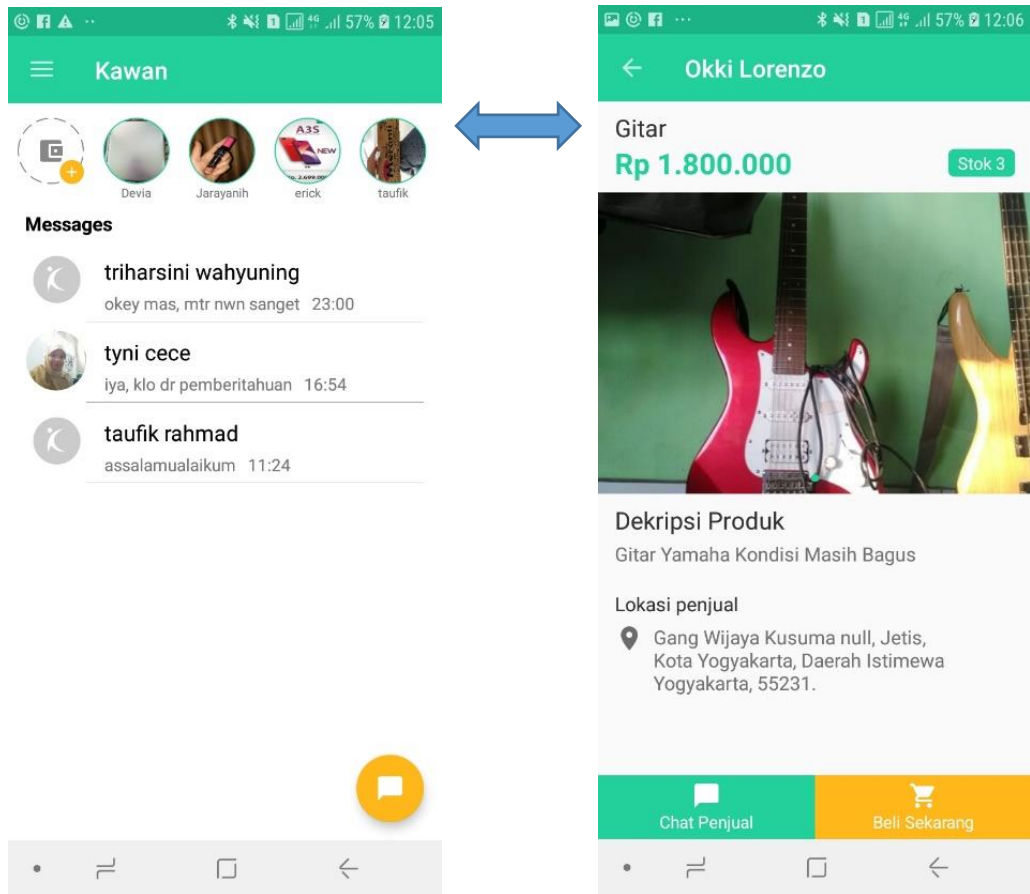 57% 12:05
Kawan
A3S
NEW
Devia
Jarayanih
erick
taufik
Messages
triharsini wahyuning
okey mas, mtr nwn sanget 23:00
tyni cece
iya, klo dr pemberitahuan 16:54
taufik rahmad
assalamualaikum 11:24
57% 12:06
Okki Lorenzo
Gitar
Rp 1.800.000
Stok 3
Dekripsi Produk
Gitar Yamaha Kondisi Masih Bagus
Lokasi penjual
Gang Wijaya Kusuma null, Jetis,
Kota Yogyakarta, Daerah Istimewa
Yogyakarta, 55231.
Chat Penjual
Beli Sekarang